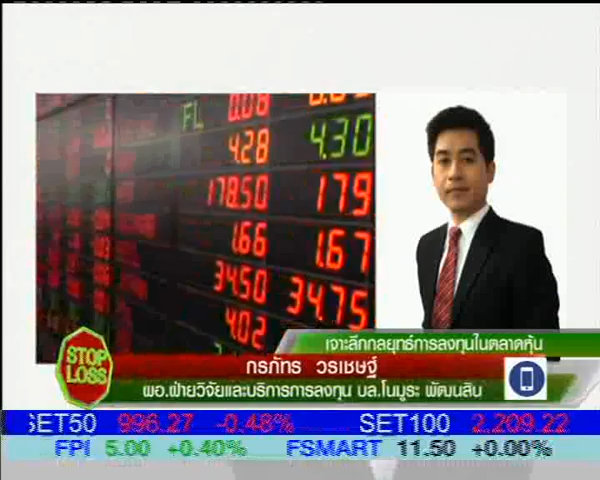 FL 0.06
4.28 4.30
178.50 179
1.66 1.67
34.50 34.75
4.02
เจาะลึกกลยุทธ์การลงทุนในตลาดหุ้น
STOP
LOSS
กรภัทร วรเชษฐ์
ผอ.ฝ่ายวิจัยและบริการการลงทุน บล.โนมูระ พัฒนสิน
SET50 996.27 -0.48% SET100 2,209.22
FPI 5.00 +0.40% FSMART 11.50 +0.00%